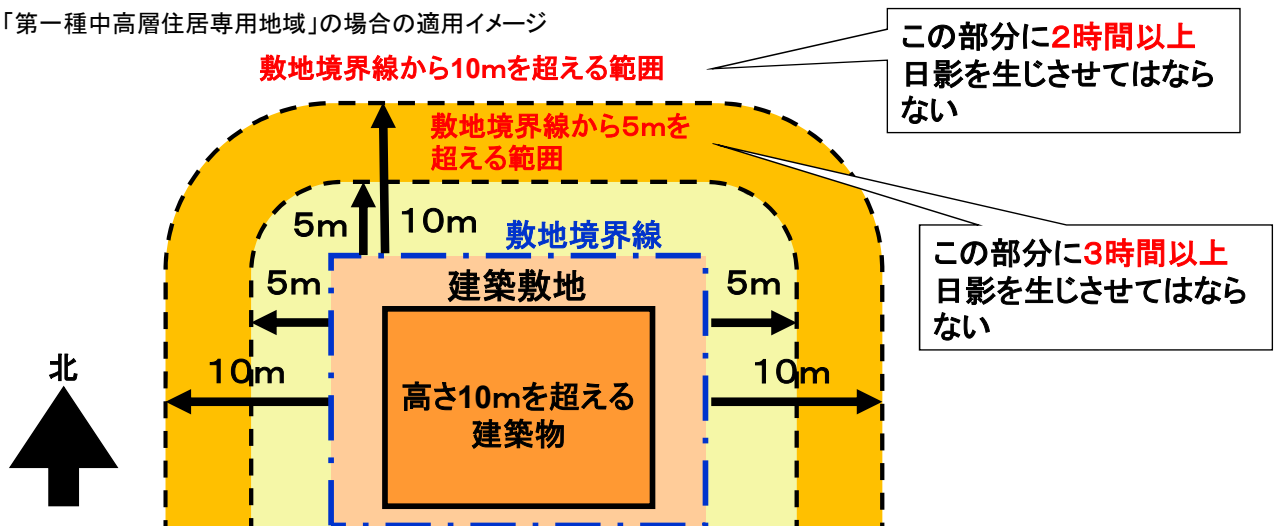 「第一種中高層住居専用地域」の場合の適用イメージ
敷地境界線から10mを超える範囲
この部分に2時間以上
日影を生じさせてはなら
ない
敷地境界線から5mを
超える範囲
5m
10m
敷地境界線
この部分に3時間以上
日影を生じさせてはなら
ない
5m
建築敷地
5m
北
10m
高さ10mを超える
建築物
10m